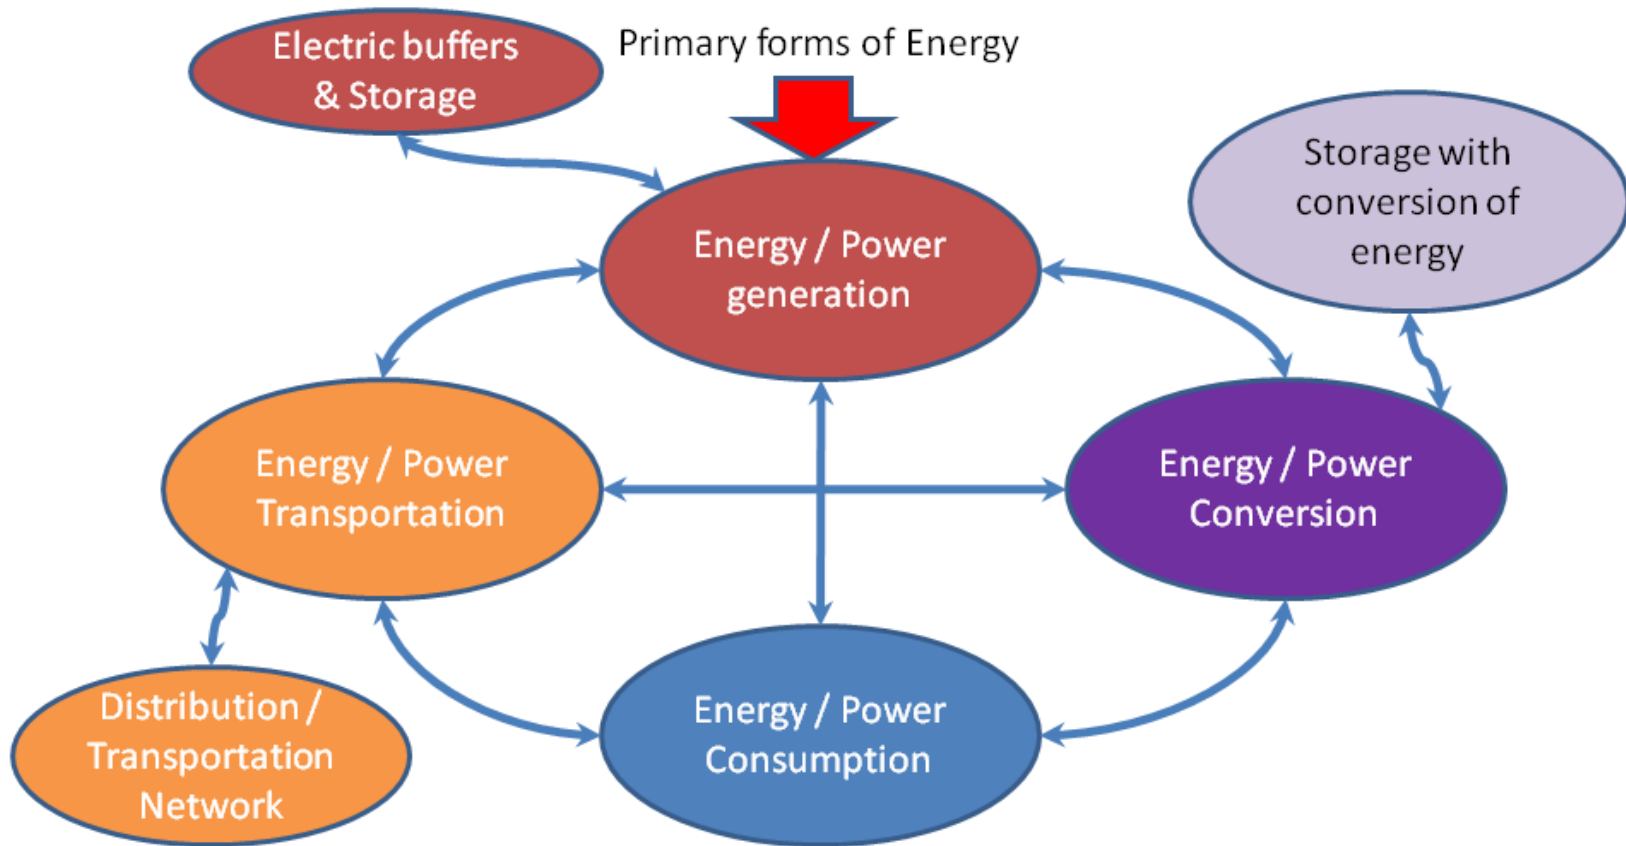 Electric buffers
& Storage
Primary forms of Energy
Storage with
conversion of
energy
Energy / Power
generation
Energy / Power
Transportation
Energy / Power
Conversion
Distribution /
Transportation
Network
Energy / Power
Consumption